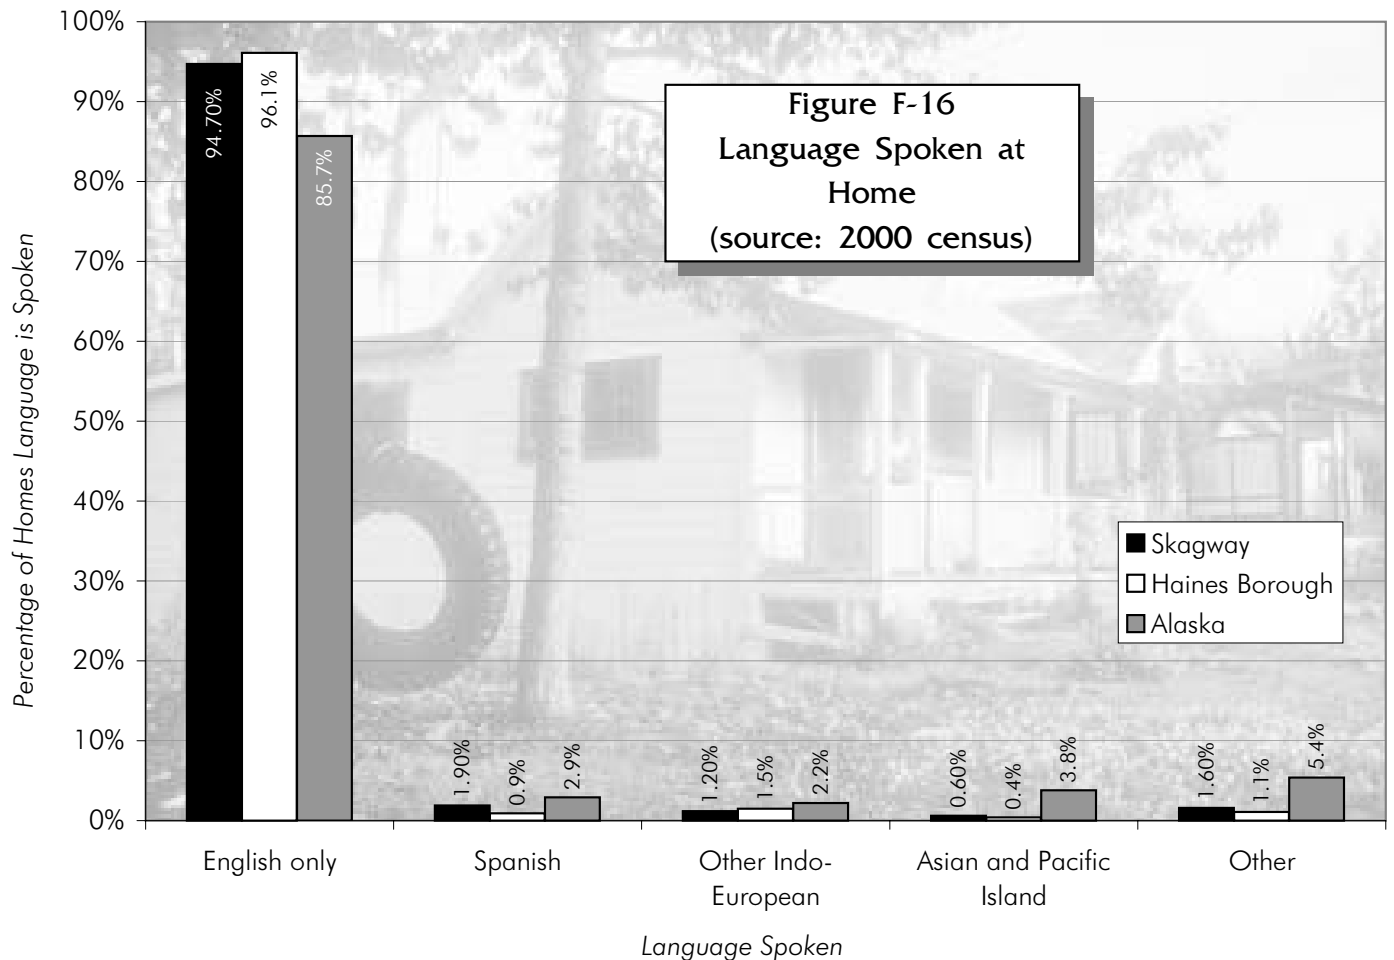 Figure F-16
Language Spoken at
Home
(source: 2000 census)
Percentage of Homes Language is Spoken
100%
90%
80%
70%
60%
50%
40%
30%
20%
10%
0%
94.70%
96.1%
85.7%
1.90%
0.9%
2.9%
1.20%
1.5%
2.2%
0.60%
0.4%
3.8%
1.60%
1.1%
5.4%
Skagway
Haines Borough
Alaska
English only
Spanish
Other Indo-
European
Asian and Pacific
Island
Other
Language Spoken